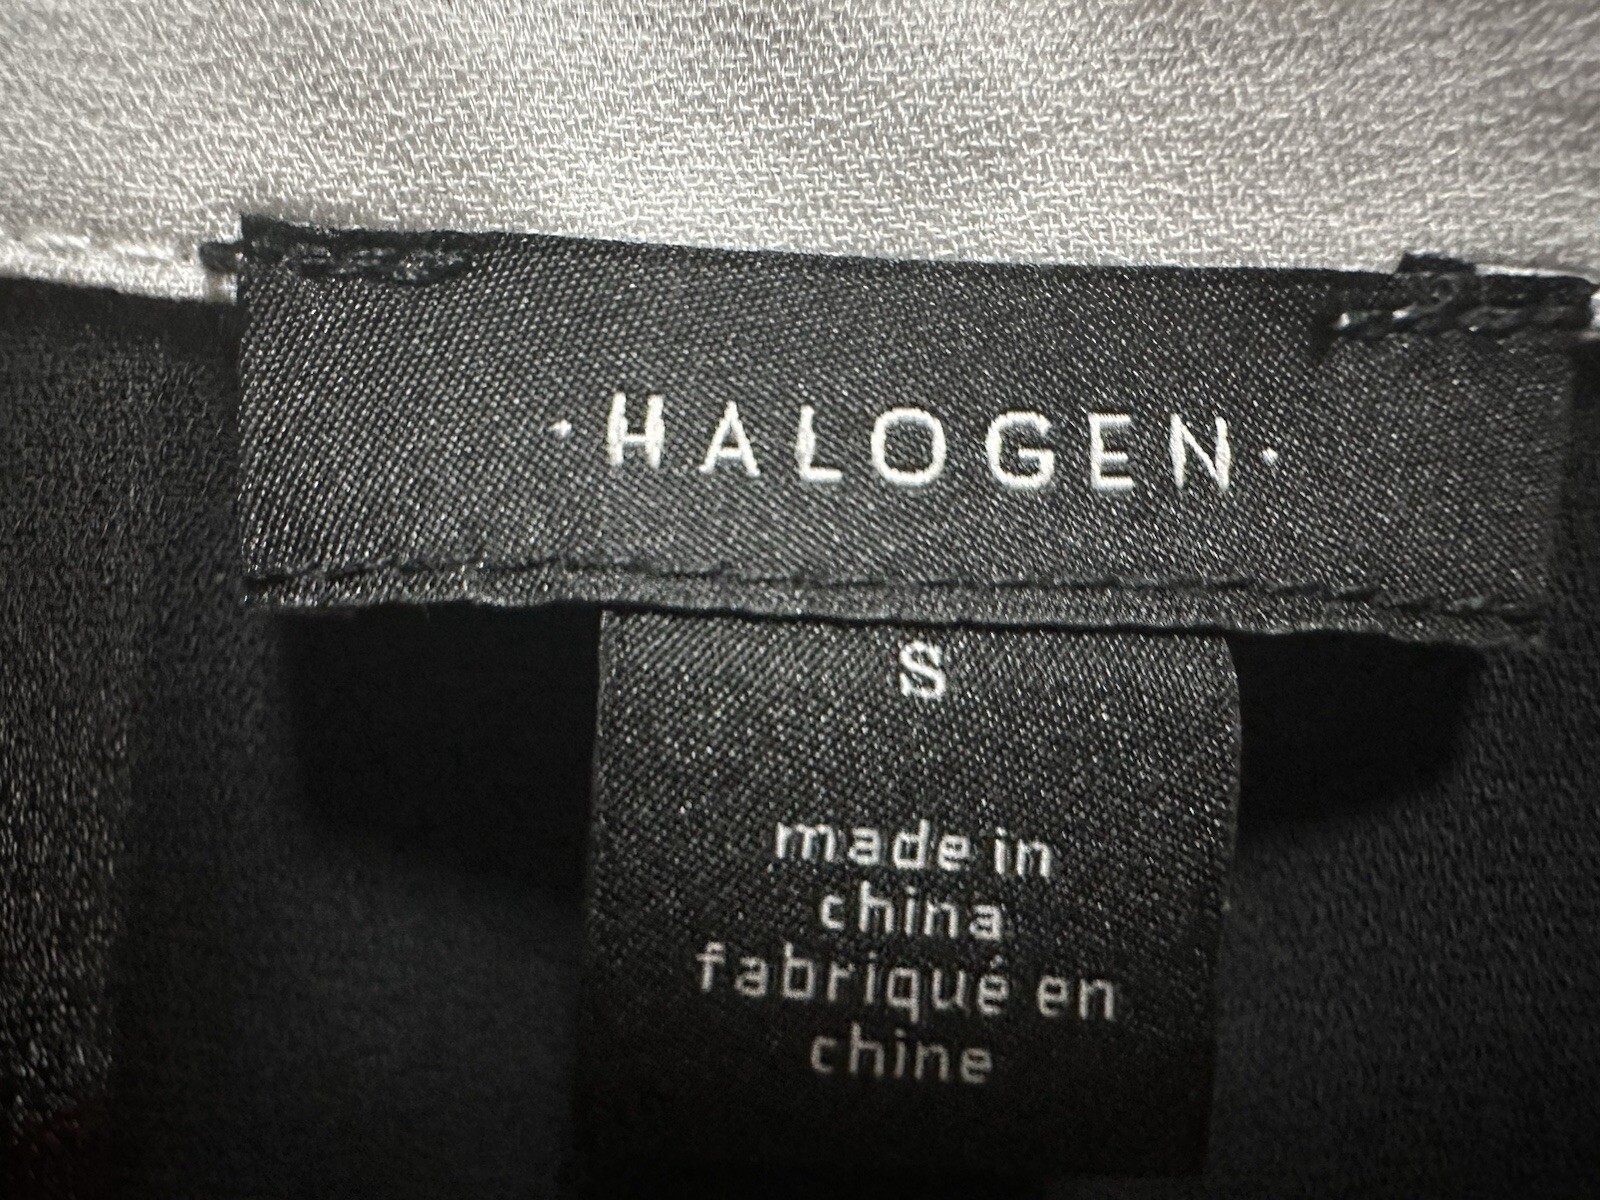 ·HALOGEN·
S
made in
china
fabriqué en
chine